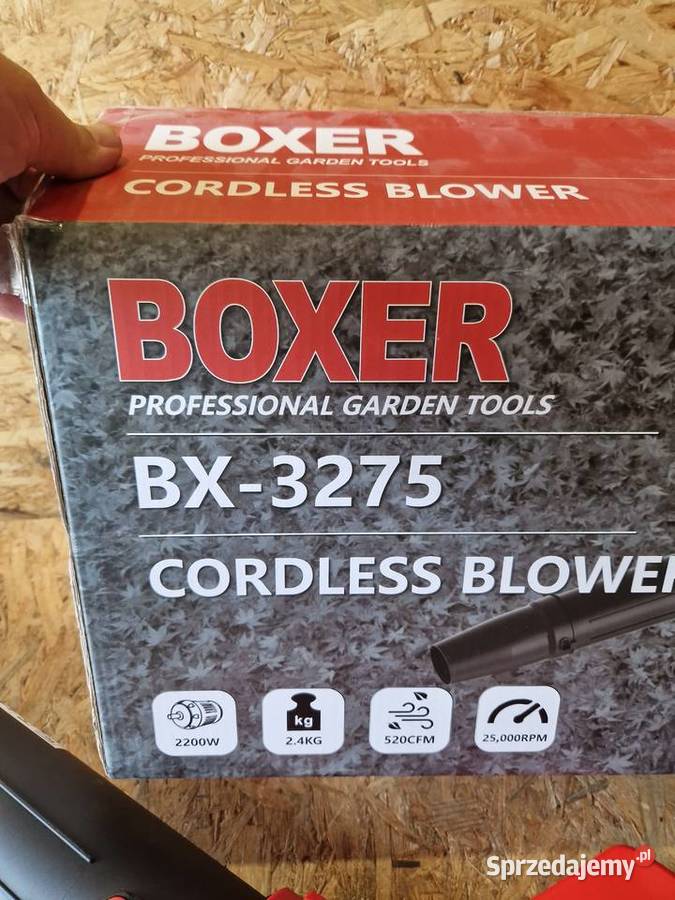 BOXER
PROFESSIONAL GARDEN TOOLS
CORDLESS BLOWER
BOXER
PROFESSIONAL GARDEN TOOLS
BX-3275
CORDLESS BLOWER
2200W
kg
2.4KG
520CFM
25,000RPM
Sprzedajemy.pl